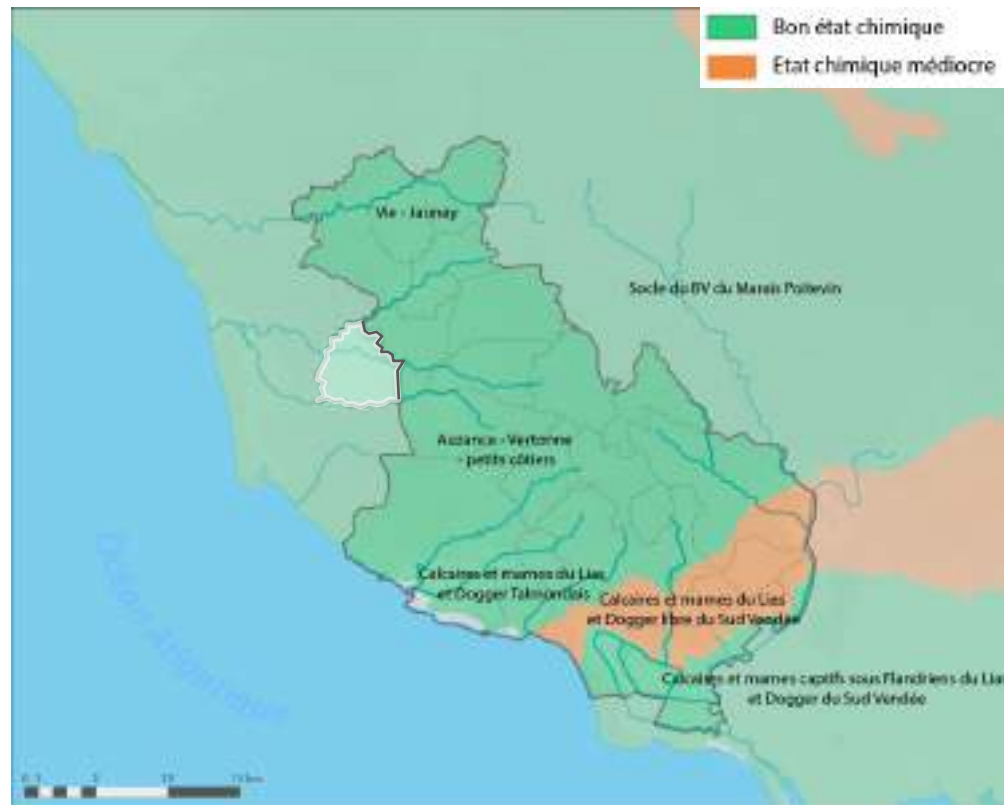 Bon état chimique
Etat chimique médiocre
Vie - Jaunay
Socle du BV du Marais Poitevin
Auzance - Vertonne
- petits côtiers
Calcaires et marnes du Lias
et Dogger Talmondais
Calcaires et marnes du Lias
et Dogger libre du Sud Vendée
Calcaires et marnes captifs sous Flandriens du Lias
et Dogger du Sud Vendée
Océan Atlantique